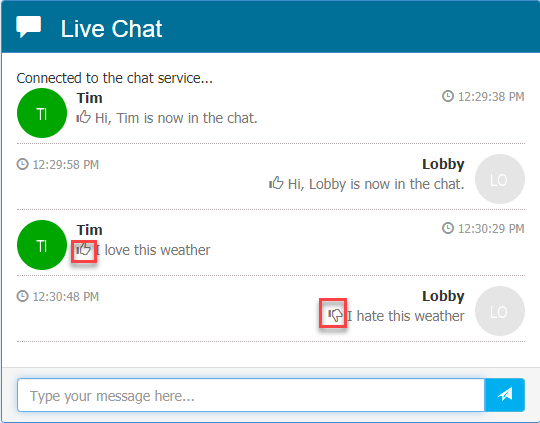 Live Chat
Connected to the chat service...
Tim
12:29:38 PM
TI
Hi, Tim is now in the chat.
12:29:58 PM
Lobby
LO
Hi, Lobby is now in the chat.
Tim
12:30:29 PM
TI
I love this weather
12:30:48 PM
Lobby
LO
I hate this weather
Type your message here...